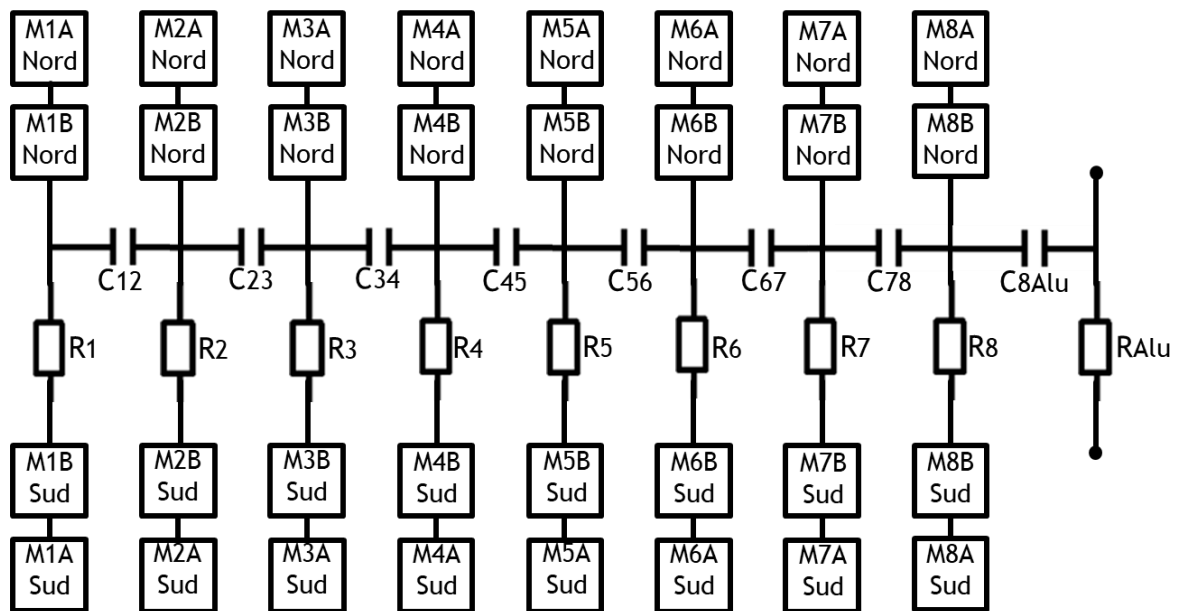 M1A
Nord
M2A
Nord
M3A
Nord
M4A
Nord
M5A
Nord
M6A
Nord
M7A
Nord
M8A
Nord
M1B
Nord
M2B
Nord
M3B
Nord
M4B
Nord
M5B
Nord
M6B
Nord
M7B
Nord
M8B
Nord
C12
C23
C34
C45
C56
C67
C78
C8Alu
R1
R2
R3
R4
R5
R6
R7
R8
RAlu
M1B
Sud
M2B
Sud
M3B
Sud
M4B
Sud
M5B
Sud
M6B
Sud
M7B
Sud
M8B
Sud
M1A
Sud
M2A
Sud
M3A
Sud
M4A
Sud
M5A
Sud
M6A
Sud
M7A
Sud
M8A
Sud